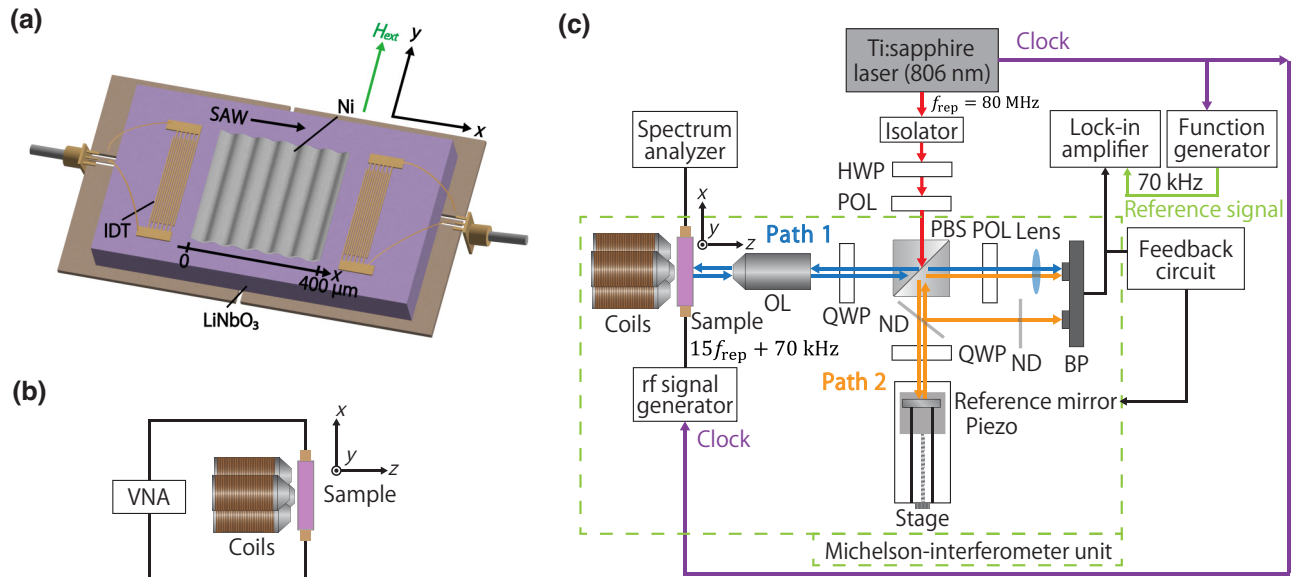 (a)
H_ext
y
x
Ni
SAW
IDT
0
x
400 μm
LiNbO₃
(b)
VNA
Coils
x
y
z
Sample
(c)
Ti:sapphire
laser (806 nm)
Clock
f_rep = 80 MHz
Isolator
HWP
POL
Spectrum
analyzer
Lock-in
amplifier
Function
generator
70 kHz
Reference signal
x
y
z
Path 1
PBS
POL
Lens
Feedback
circuit
Coils
Sample
OL
QWP
ND
15f_rep + 70 kHz
QWP
ND
BP
rf signal
generator
Path 2
Reference mirror
Piezo
Clock
Stage
Michelson-interferometer unit